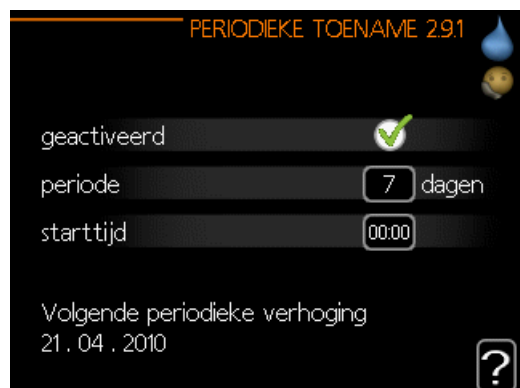 PERIODIEKE TOENAME 2.9.1
geactiveerd
periode 7 dagen
starttijd 00:00
Volgende periodieke verhoging
21 . 04 . 2010
?